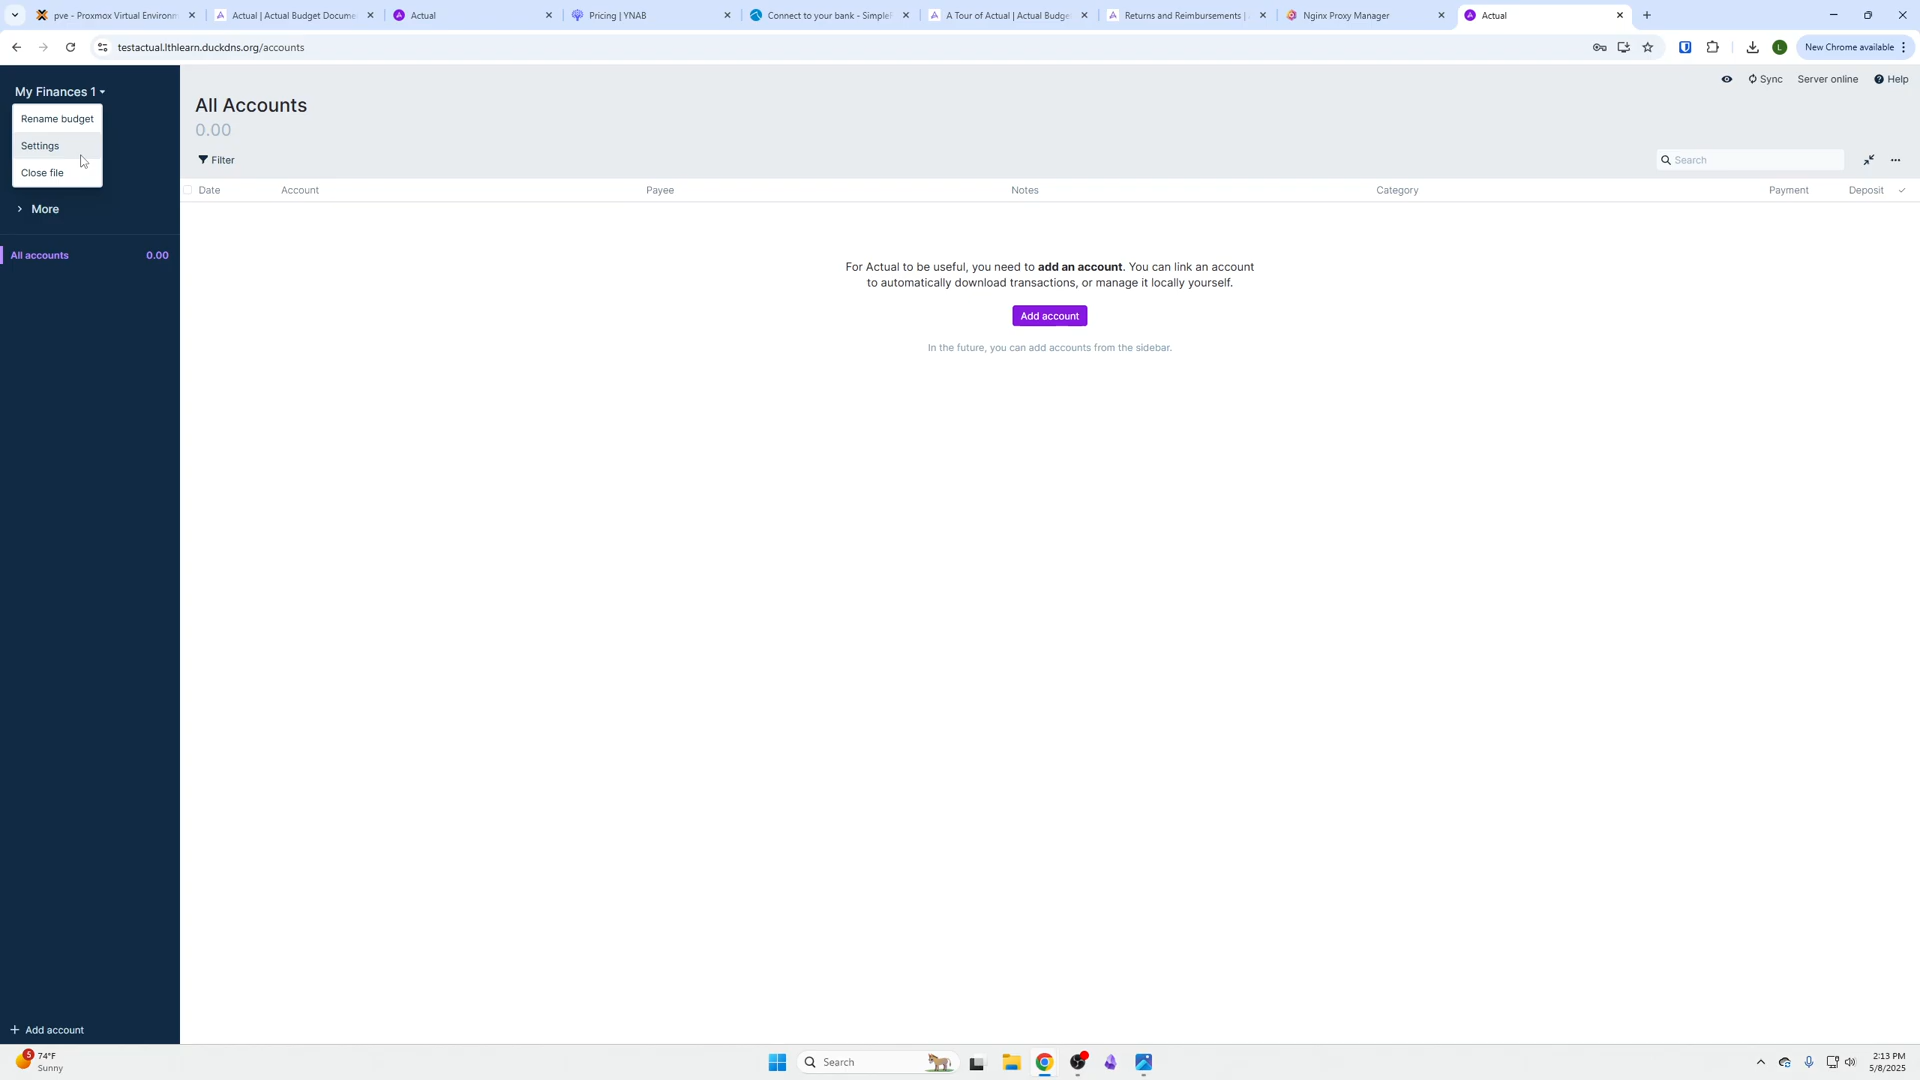 pve - Proxmox Virtual Environm
Actual | Actual Budget Docume
Actual
Pricing | YNAB
Connect to your bank - Simplefi
A Tour of Actual | Actual Budge
Returns and Reimbursements |
Nginx Proxy Manager
Actual
testactual.lthlearn.duckdns.org/accounts
L
New Chrome available
My Finances 1
Sync
Server online
Help
Rename budget
Settings
Close file
More
All accounts 0.00
Add account
All Accounts
0.00
Filter
Search
Date Account Payee Notes Category Payment Deposit
For Actual to be useful, you need to add an account. You can link an account
to automatically download transactions, or manage it locally yourself.
Add account
In the future, you can add accounts from the sidebar.
5
74°F
Sunny
Search
2:13 PM
5/8/2025